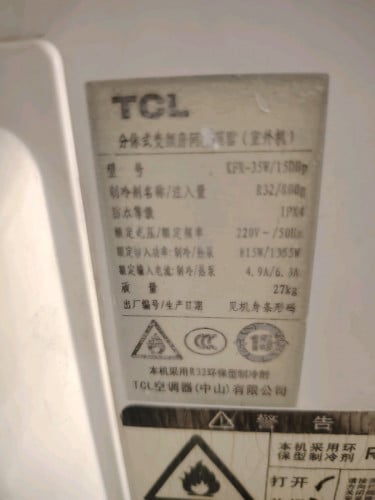 TCL
分体式变频房间空调器(室外机)
型 号 KFR-35W/1508p
制冷剂名称/注入量 R32/800g
防水等级 IPX4
额定电压/额定频率 220V~/50Hz
额定输入功率:制冷/热泵 815W/1365W
额定输入电流:制冷/热泵 4.9A/6.3A
质 量 27kg
出厂编号/生产日期 见机身条形码
CCC
本机采用R32环保型制冷剂
TCL空调器(中山)有限公司
警告
本机采用环
保型制冷剂 R
打开